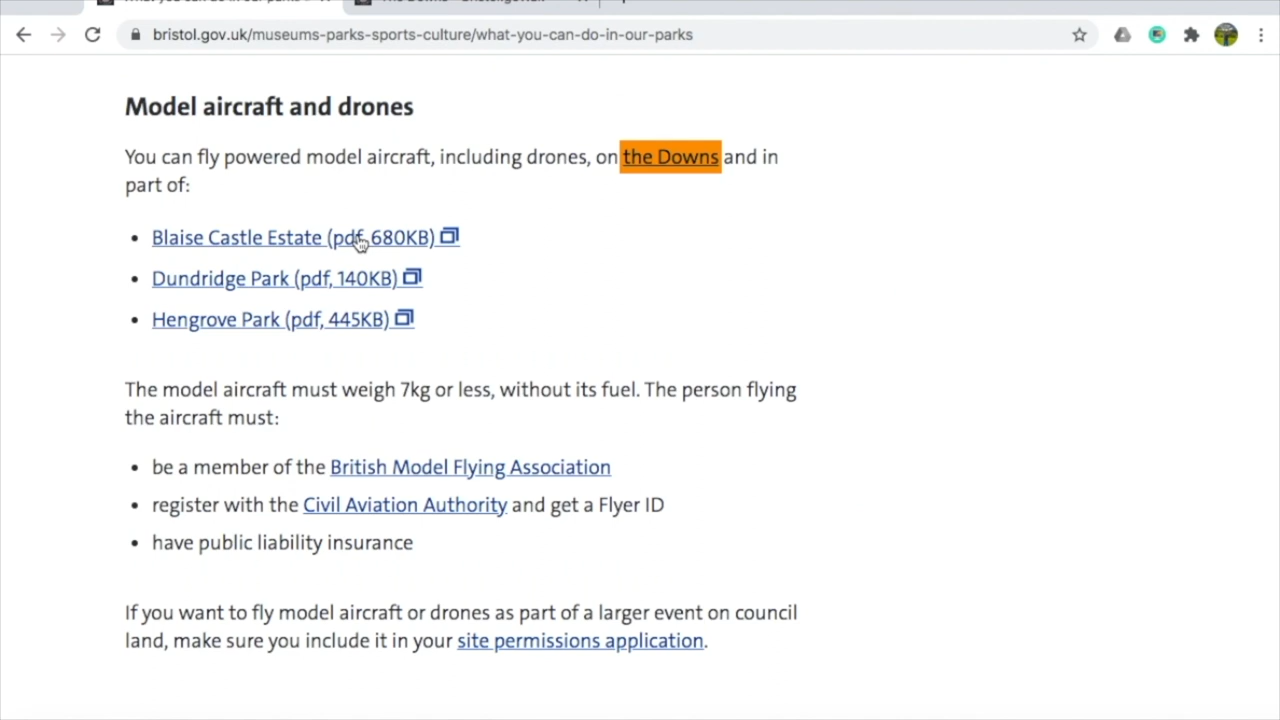 bristol.gov.uk/museums-parks-sports-culture/what-you-can-do-in-our-parks
Model aircraft and drones
You can fly powered model aircraft, including drones, on the Downs and in
part of:
• Blaise Castle Estate (pdf, 680KB)
• Dundridge Park (pdf, 140KB)
• Hengrove Park (pdf, 445KB)
The model aircraft must weigh 7kg or less, without its fuel. The person flying
the aircraft must:
• be a member of the British Model Flying Association
• register with the Civil Aviation Authority and get a Flyer ID
• have public liability insurance
If you want to fly model aircraft or drones as part of a larger event on council
land, make sure you include it in your site permissions application.